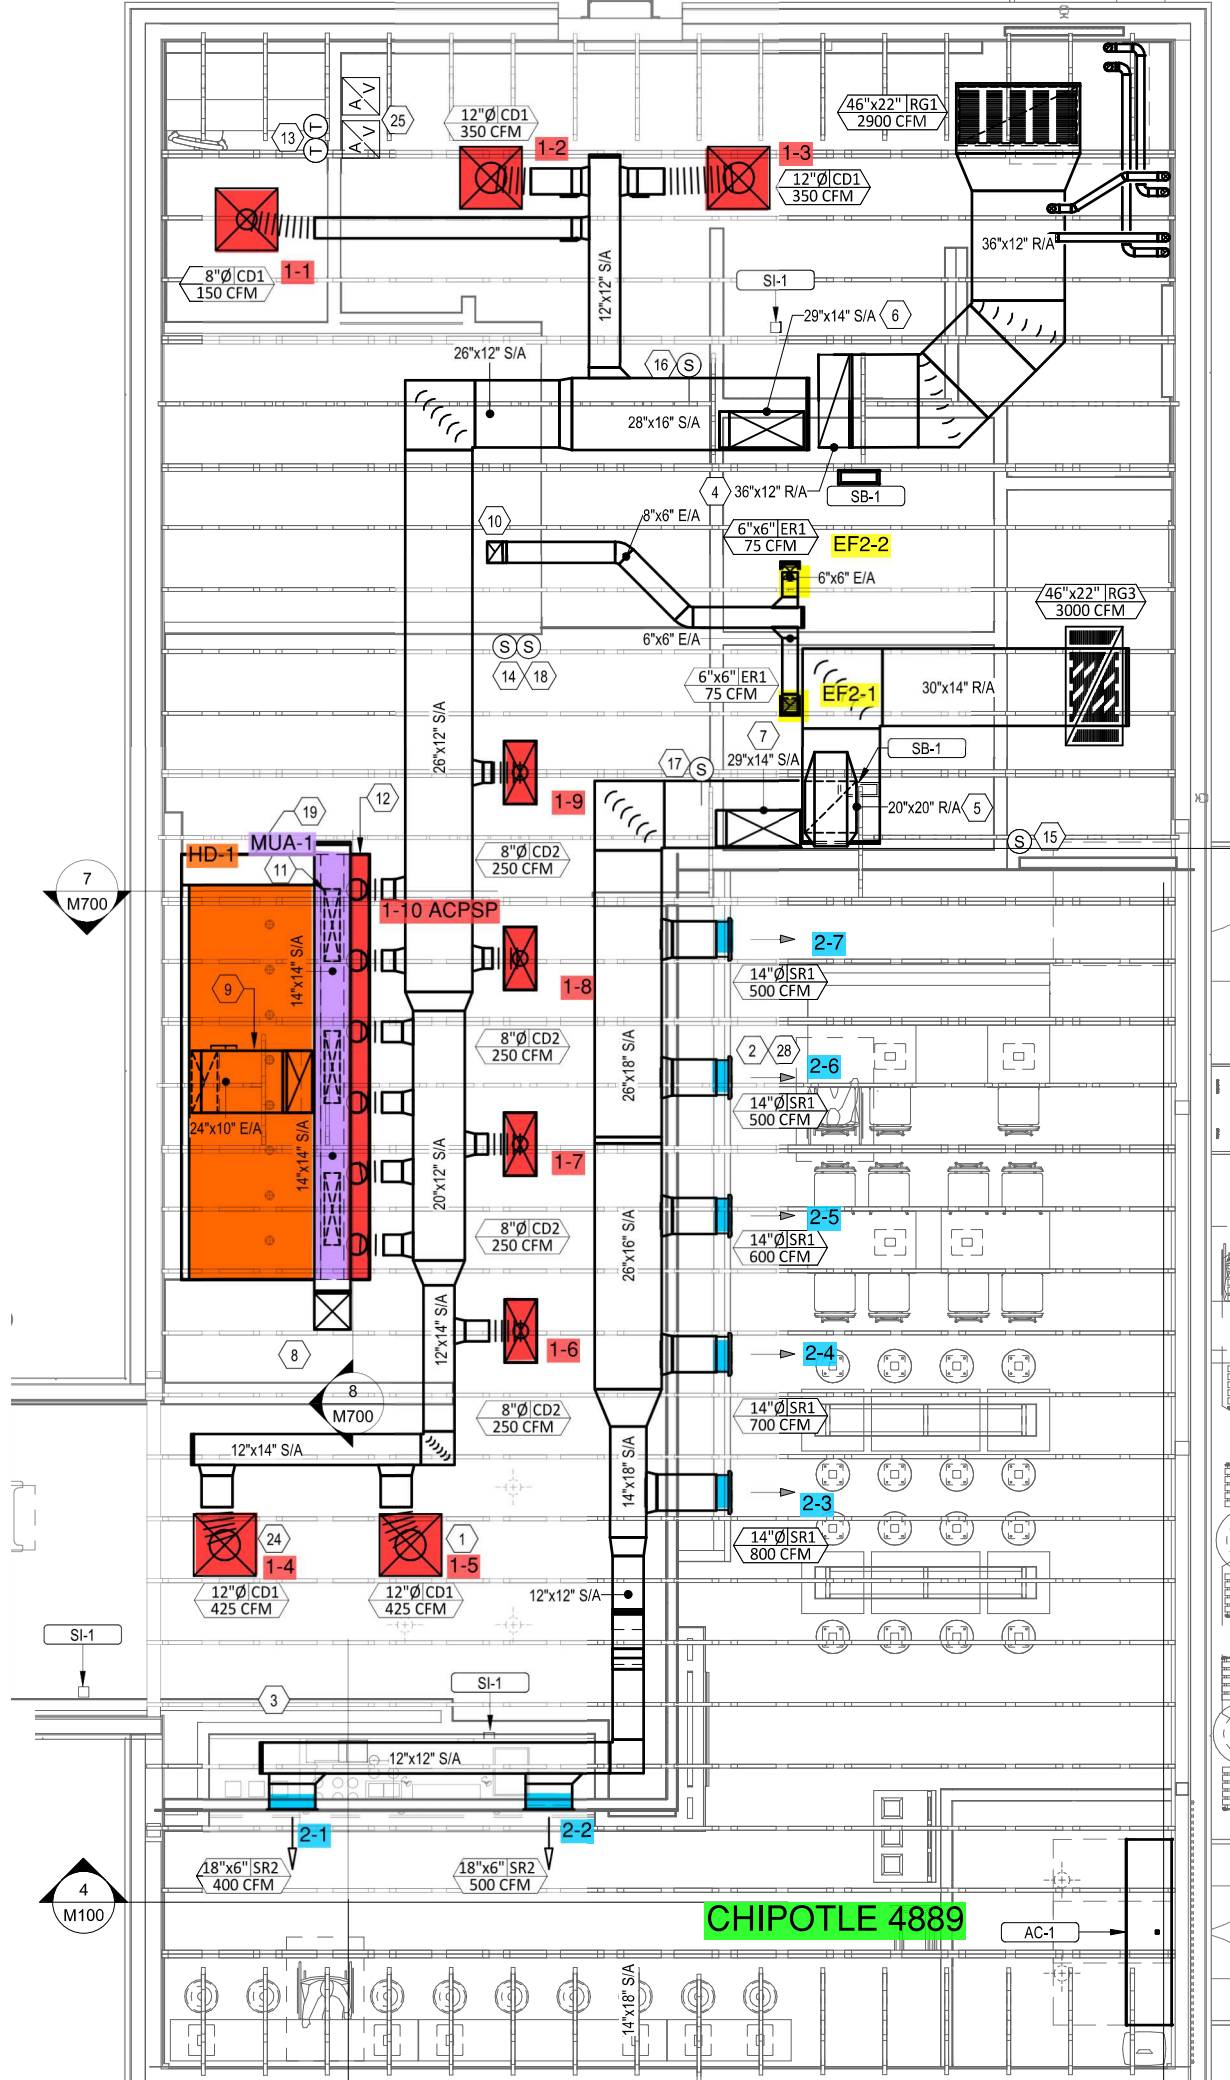 46"x22" RG1
2900 CFM
12"Ø CD1
350 CFM
A V
A V
25
13
T
T
1-2
1-3
12"Ø CD1
350 CFM
8"Ø CD1
150 CFM
1-1
12"x12" S/A
36"x12" R/A
SI-1
29"x14" S/A
6
26"x12" S/A
16
S
28"x16" S/A
4
36"x12" R/A
SB-1
10
8"x6" E/A
6"x6" ER1
75 CFM
EF2-2
6"x6" E/A
46"x22" RG3
3000 CFM
6"x6" E/A
S
S
14
18
6"x6" ER1
75 CFM
EF2-1
30"x14" R/A
26"x12" S/A
7
29"x14" S/A
SB-1
17
S
1-9
20"x20" R/A
5
S
15
19
12
HD-1
MUA-1
8"Ø CD2
250 CFM
7
M700
11
1-10 ACPSP
2-7
14"x14" S/A
9
1-8
14"Ø SR1
500 CFM
8"Ø CD2
250 CFM
26"x18" S/A
2
28
2-6
24"x10" E/A
14"x14" S/A
14"Ø SR1
500 CFM
20"x12" S/A
1-7
2-5
8"Ø CD2
250 CFM
26"x16" S/A
14"Ø SR1
600 CFM
12"x14" S/A
8
1-6
2-4
8
M700
8"Ø CD2
250 CFM
14"Ø SR1
700 CFM
12"x14" S/A
14"x18" S/A
2-3
24
1-4
1
1-5
14"Ø SR1
800 CFM
12"Ø CD1
425 CFM
12"Ø CD1
425 CFM
12"x12" S/A
SI-1
SI-1
3
12"x12" S/A
2-1
2-2
18"x6" SR2
400 CFM
18"x6" SR2
500 CFM
4
M100
CHIPOTLE 4889
AC-1
14"x18" S/A